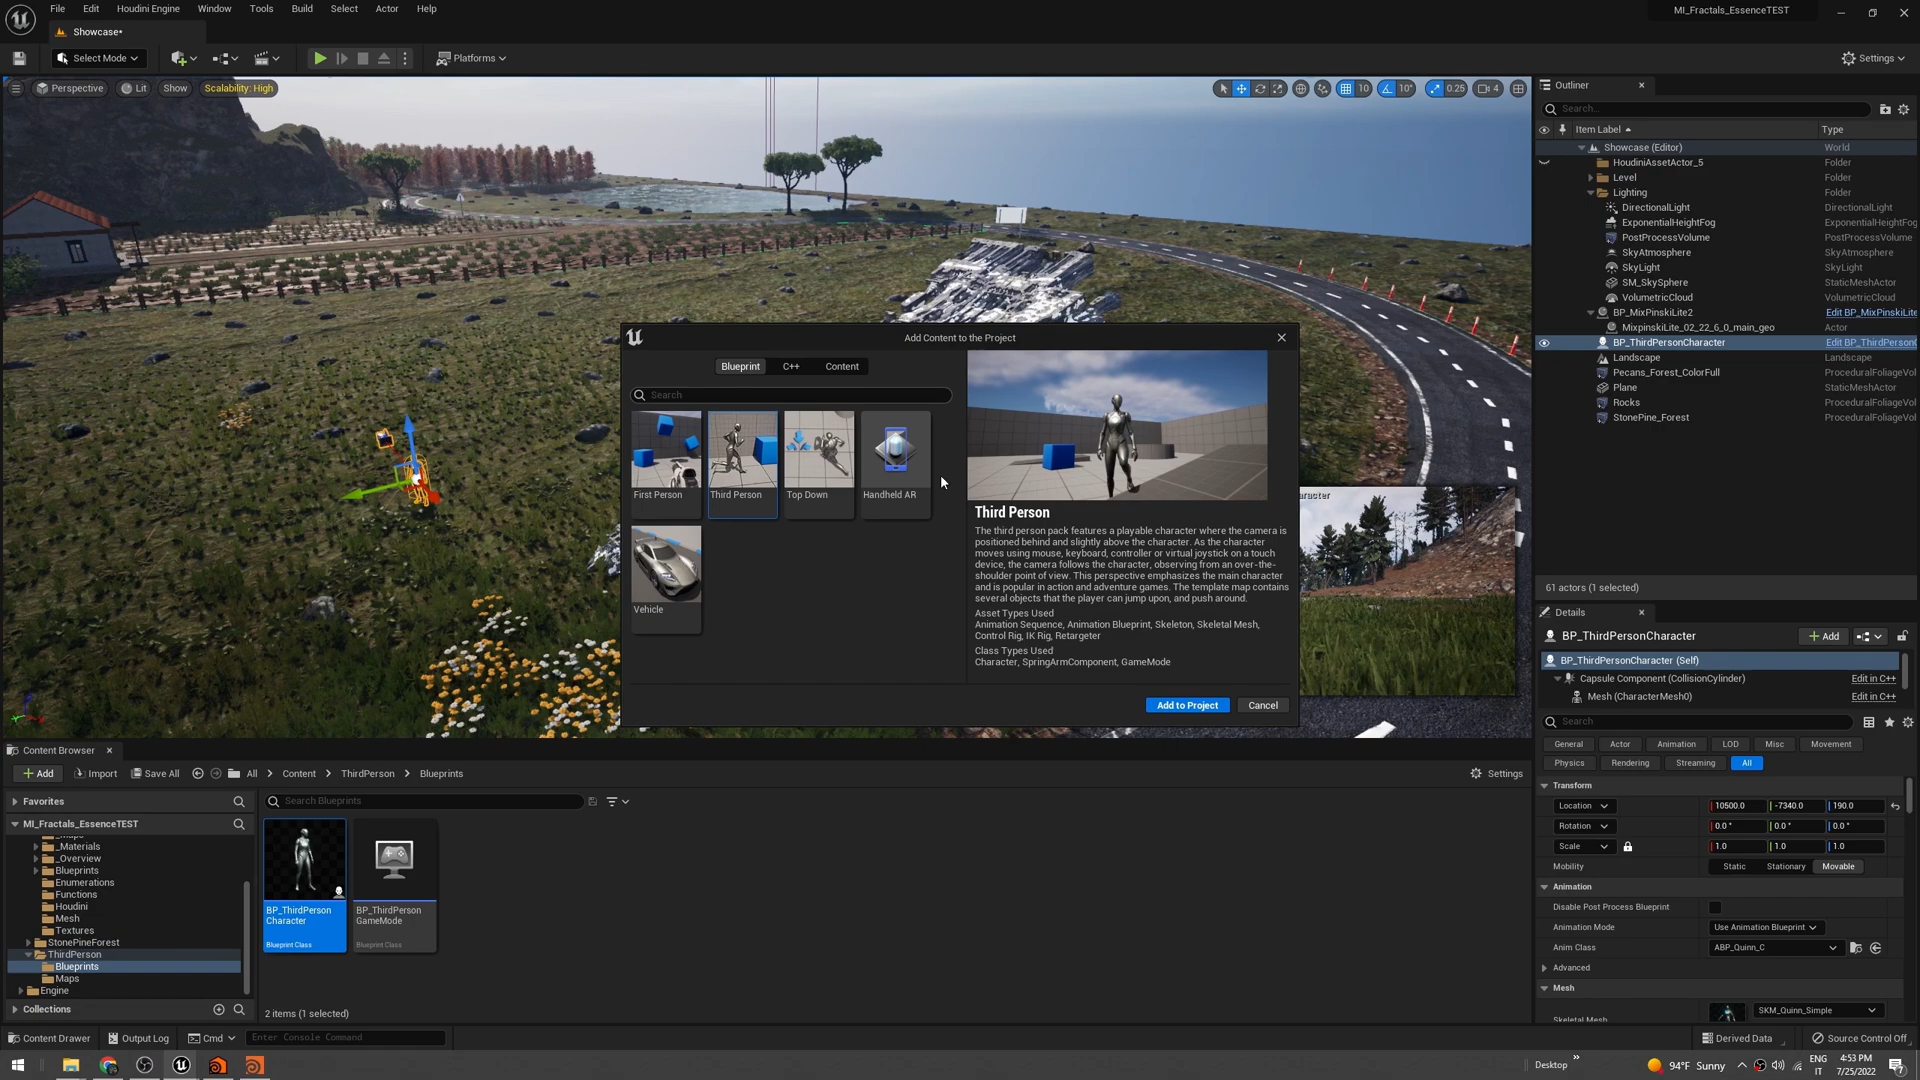 File Edit Houdini Engine Window Tools Build Select Actor Help
MI_Fractals_EssenceTEST
Showcase*
Select Mode
Platforms
Settings
Perspective Lit Show Scalability: High
10 10° 0.25 4
Outliner
Search...
Item Label Type
Showcase (Editor) World
HoudiniAssetActor_5 Folder
Level Folder
Lighting Folder
DirectionalLight DirectionalLight
ExponentialHeightFog ExponentialHeightFog
PostProcessVolume PostProcessVolume
SkyAtmosphere SkyAtmosphere
SkyLight SkyLight
SM_SkySphere StaticMeshActor
VolumetricCloud VolumetricCloud
BP_MixPinskiLite2 Edit BP_MixPinskiLite
MixpinskiLite_02_22_6_0_main_geo Actor
BP_ThirdPersonCharacter Edit BP_ThirdPersonC
Landscape Landscape
Pecans_Forest_ColorFull ProceduralFoliageVol
Plane StaticMeshActor
Rocks ProceduralFoliageVol
StonePine_Forest ProceduralFoliageVol
61 actors (1 selected)
Add Content to the Project
Blueprint C++ Content
Search
First Person
Third Person
Top Down
Handheld AR
Vehicle
Third Person
The third person pack features a playable character where the camera is
positioned behind and slightly above the character. As the character
moves using mouse, keyboard, controller or virtual joystick on a touch
device, the camera follows the character, observing from an over-the-
shoulder point of view. This perspective emphasizes the main character
and is popular in action and adventure games. The template map contains
several objects that the player can jump upon, and push around.
Asset Types Used
Animation Sequence, Animation Blueprint, Skeleton, Skeletal Mesh,
Control Rig, IK Rig, Retargeter
Class Types Used
Character, SpringArmComponent, GameMode
Add to Project Cancel
aracter
Details
BP_ThirdPersonCharacter
Add
BP_ThirdPersonCharacter (Self)
Capsule Component (CollisionCylinder) Edit in C++
Mesh (CharacterMesh0) Edit in C++
Search
General Actor Animation LOD Misc Movement
Physics Rendering Streaming All
Transform
Location 10500.0 -7340.0 190.0
Rotation 0.0° 0.0° 0.0°
Scale 1.0 1.0 1.0
Mobility Static Stationary Movable
Animation
Disable Post Process Blueprint
Animation Mode Use Animation Blueprint
Anim Class ABP_Quinn_C
Advanced
Mesh
Skeletal Mesh SKM_Quinn_Simple
Content Browser
Add Import Save All All Content ThirdPerson Blueprints
Settings
Favorites
Search Blueprints
MI_Fractals_EssenceTEST
_Maps
_Materials
_Overview
Blueprints
Enumerations
Functions
Houdini
Mesh
Textures
StonePineForest
ThirdPerson
Blueprints
Maps
Engine
Collections
BP_ThirdPerson
Character
Blueprint Class
BP_ThirdPerson
GameMode
Blueprint Class
2 items (1 selected)
Content Drawer Output Log Cmd Enter Console Command
Derived Data Source Control Off
Desktop
94°F Sunny
ENG
IT
4:53 PM
7/25/2022
7